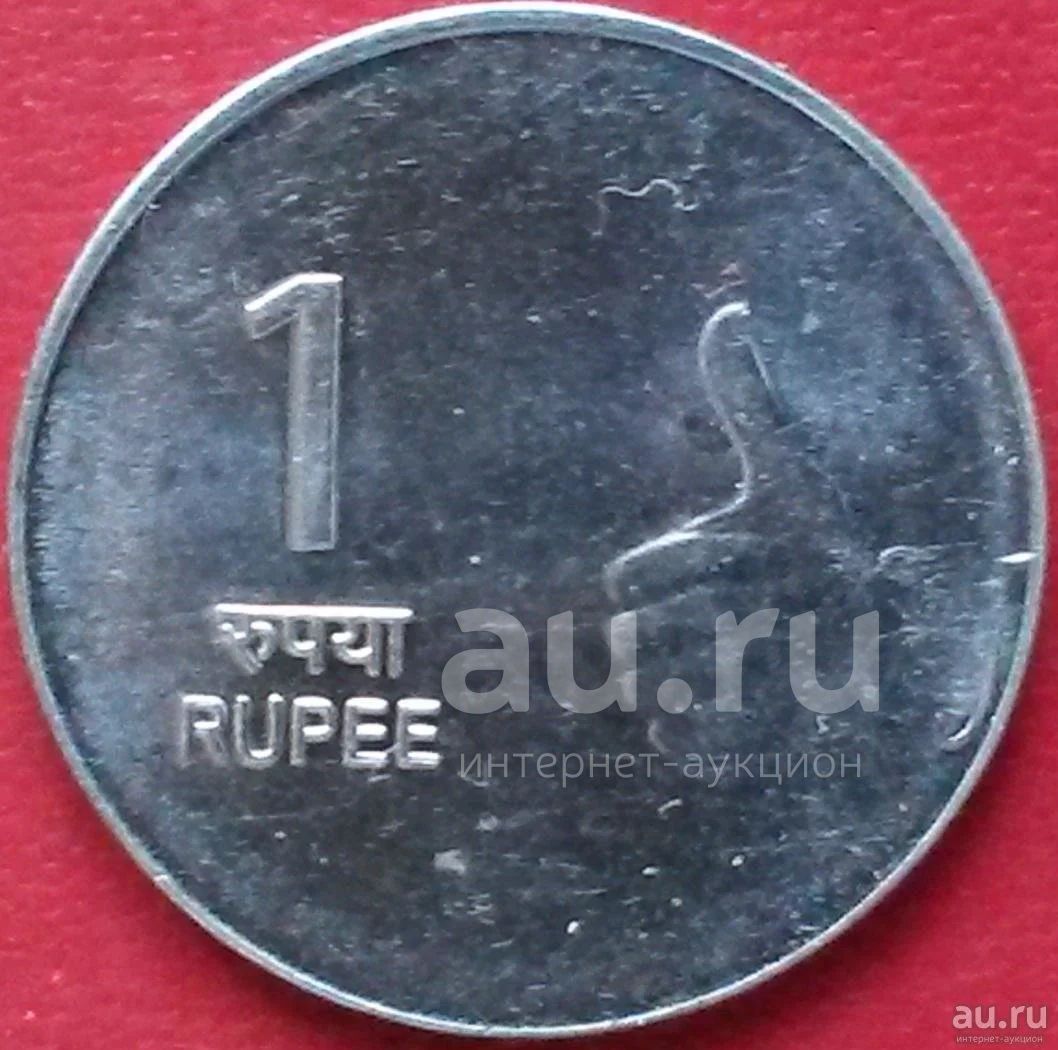 1
रुपया
RUPEE
au.ru
интернет-аукцион
au.ru
интернет-аукцион